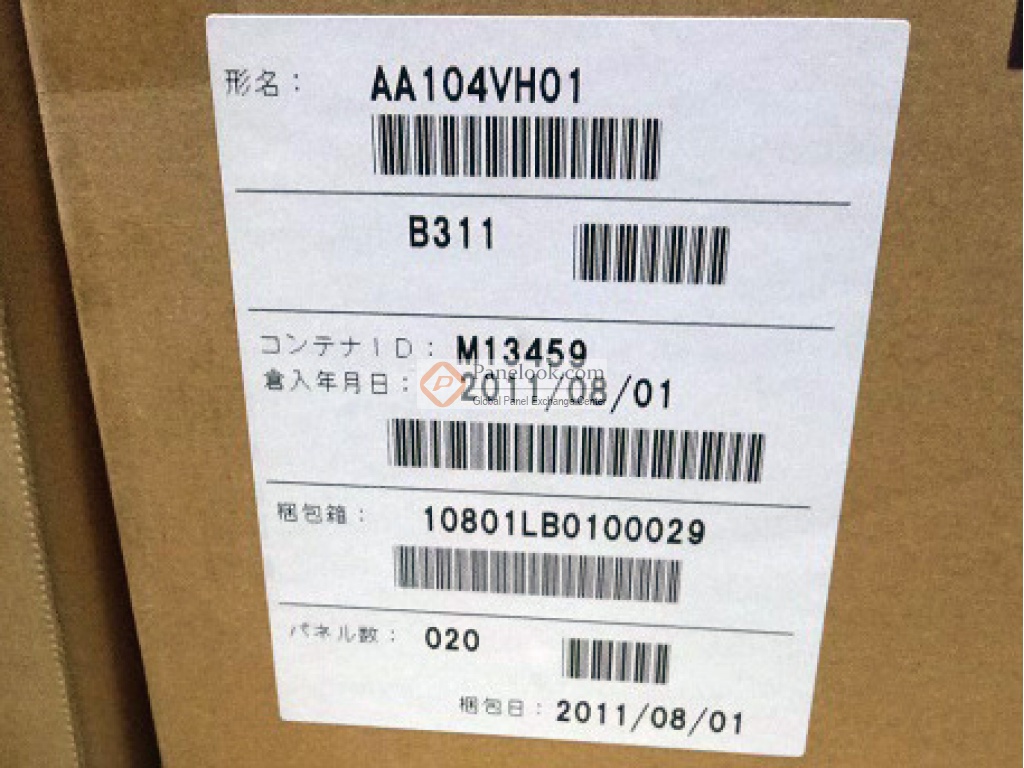 形名： AA104VH01
B311
コンテナID： M13459
倉入年月日： 2011/08/01
Panelook.com
Global Panel Exchange Center
梱包箱： 10801LB0100029
パネル数： 020
梱包日： 2011/08/01